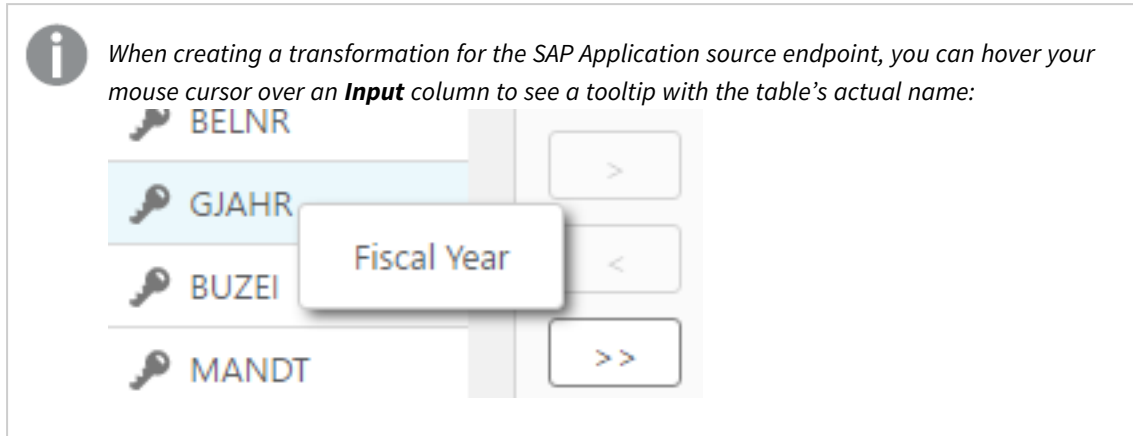 When creating a transformation for the SAP Application source endpoint, you can hover your
mouse cursor over an Input column to see a tooltip with the table’s actual name:
BELNR
>
GJAHR
Fiscal Year
<
BUZEI
>>
MANDT